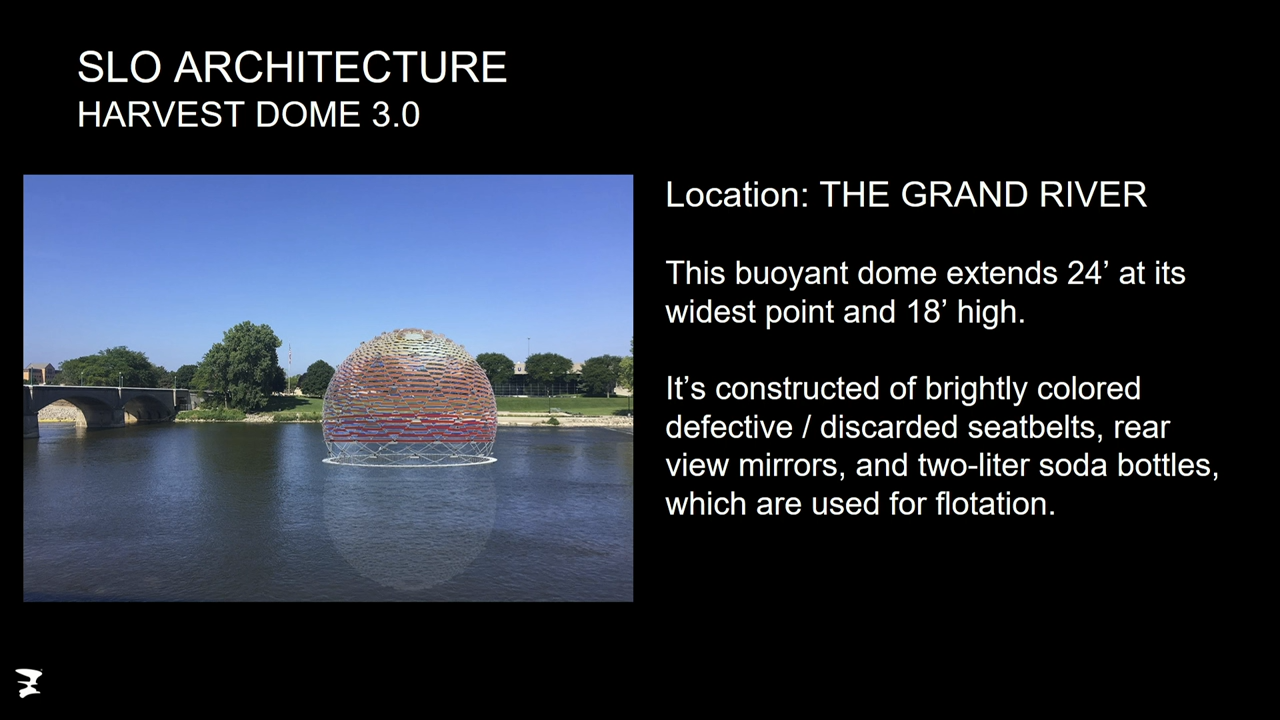 SLO ARCHITECTURE
HARVEST DOME 3.0
Location: THE GRAND RIVER
This buoyant dome extends 24’ at its
widest point and 18’ high.
It’s constructed of brightly colored
defective / discarded seatbelts, rear
view mirrors, and two-liter soda bottles,
which are used for flotation.